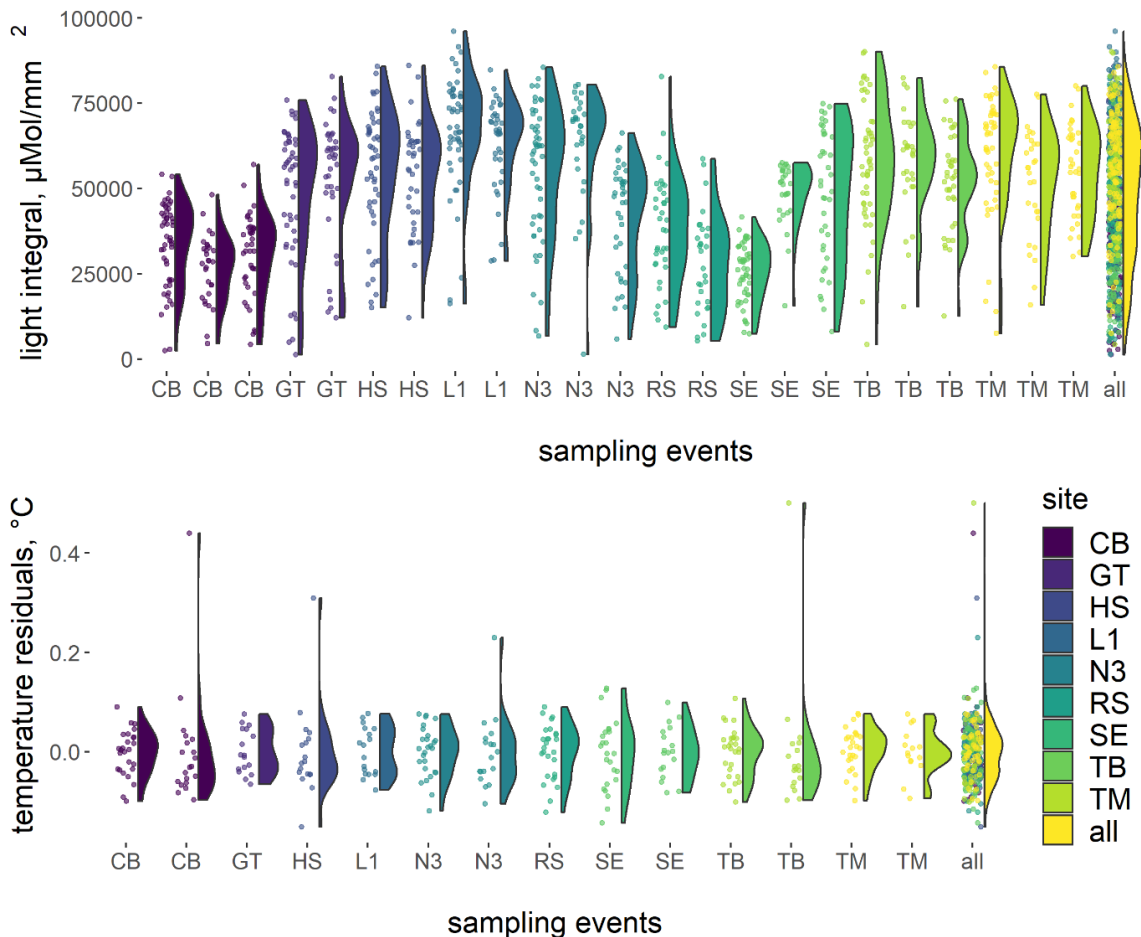 light integral, µMol/mm 2
100000
75000
50000
25000
0
CB CB CB GT GT HS HS L1 L1 N3 N3 N3 RS RS SE SE SE TB TB TB TM TM TM all
sampling events
temperature residuals, °C
0.4
0.2
0.0
CB CB GT HS L1 N3 N3 RS SE SE TB TB TM TM all
sampling events
site
CB
GT
HS
L1
N3
RS
SE
TB
TM
all